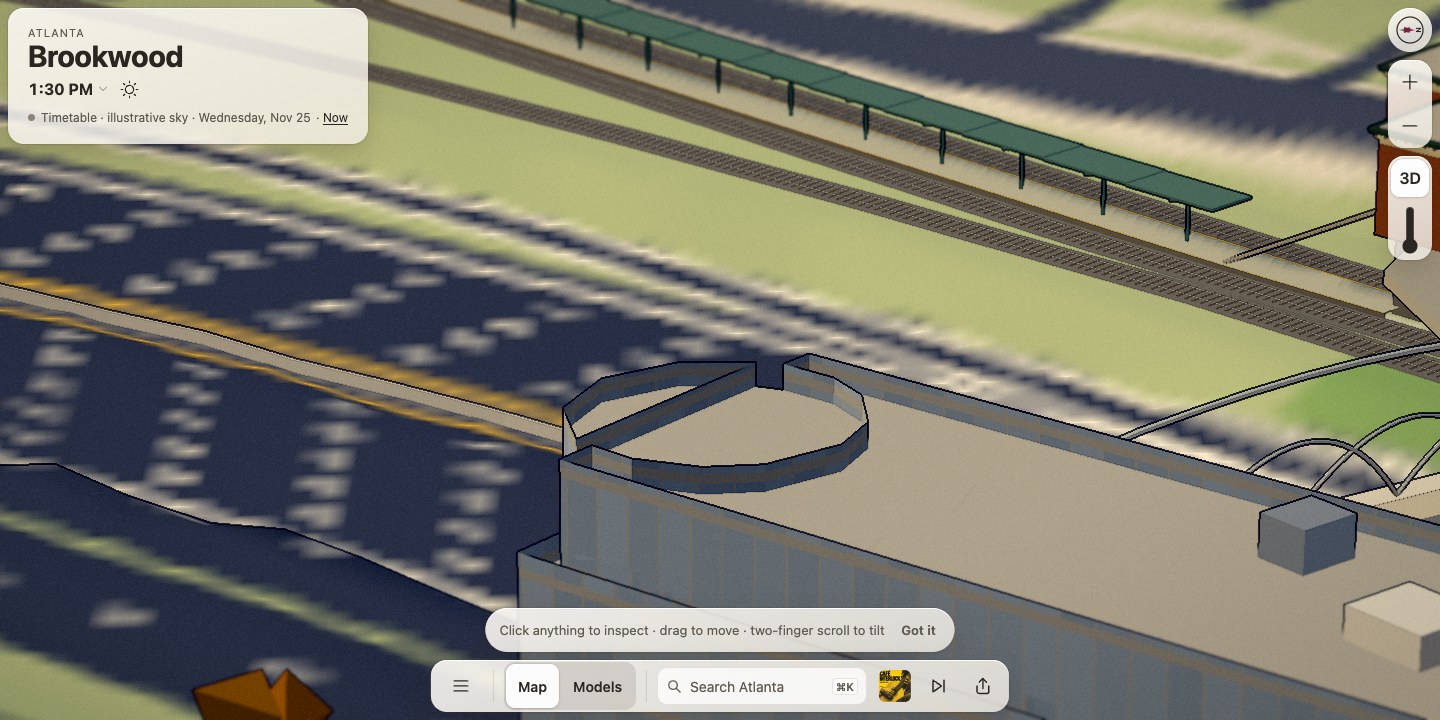 ATLANTA
Brookwood
1:30 PM
Timetable · illustrative sky · Wednesday, Nov 25 · Now
N
3D
Click anything to inspect · drag to move · two-finger scroll to tilt Got it
Map Models Search Atlanta ⌘K